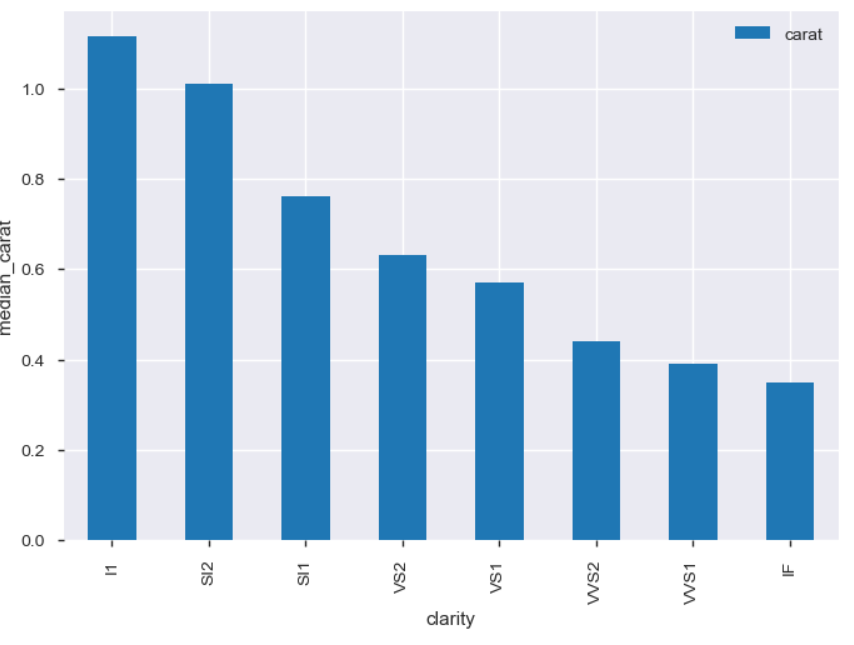 carat
1.0
0.8
0.6
0.4
0.2
0.0
median_carat
I1
SI2
SI1
VS2
VS1
VVS2
VVS1
IF
clarity